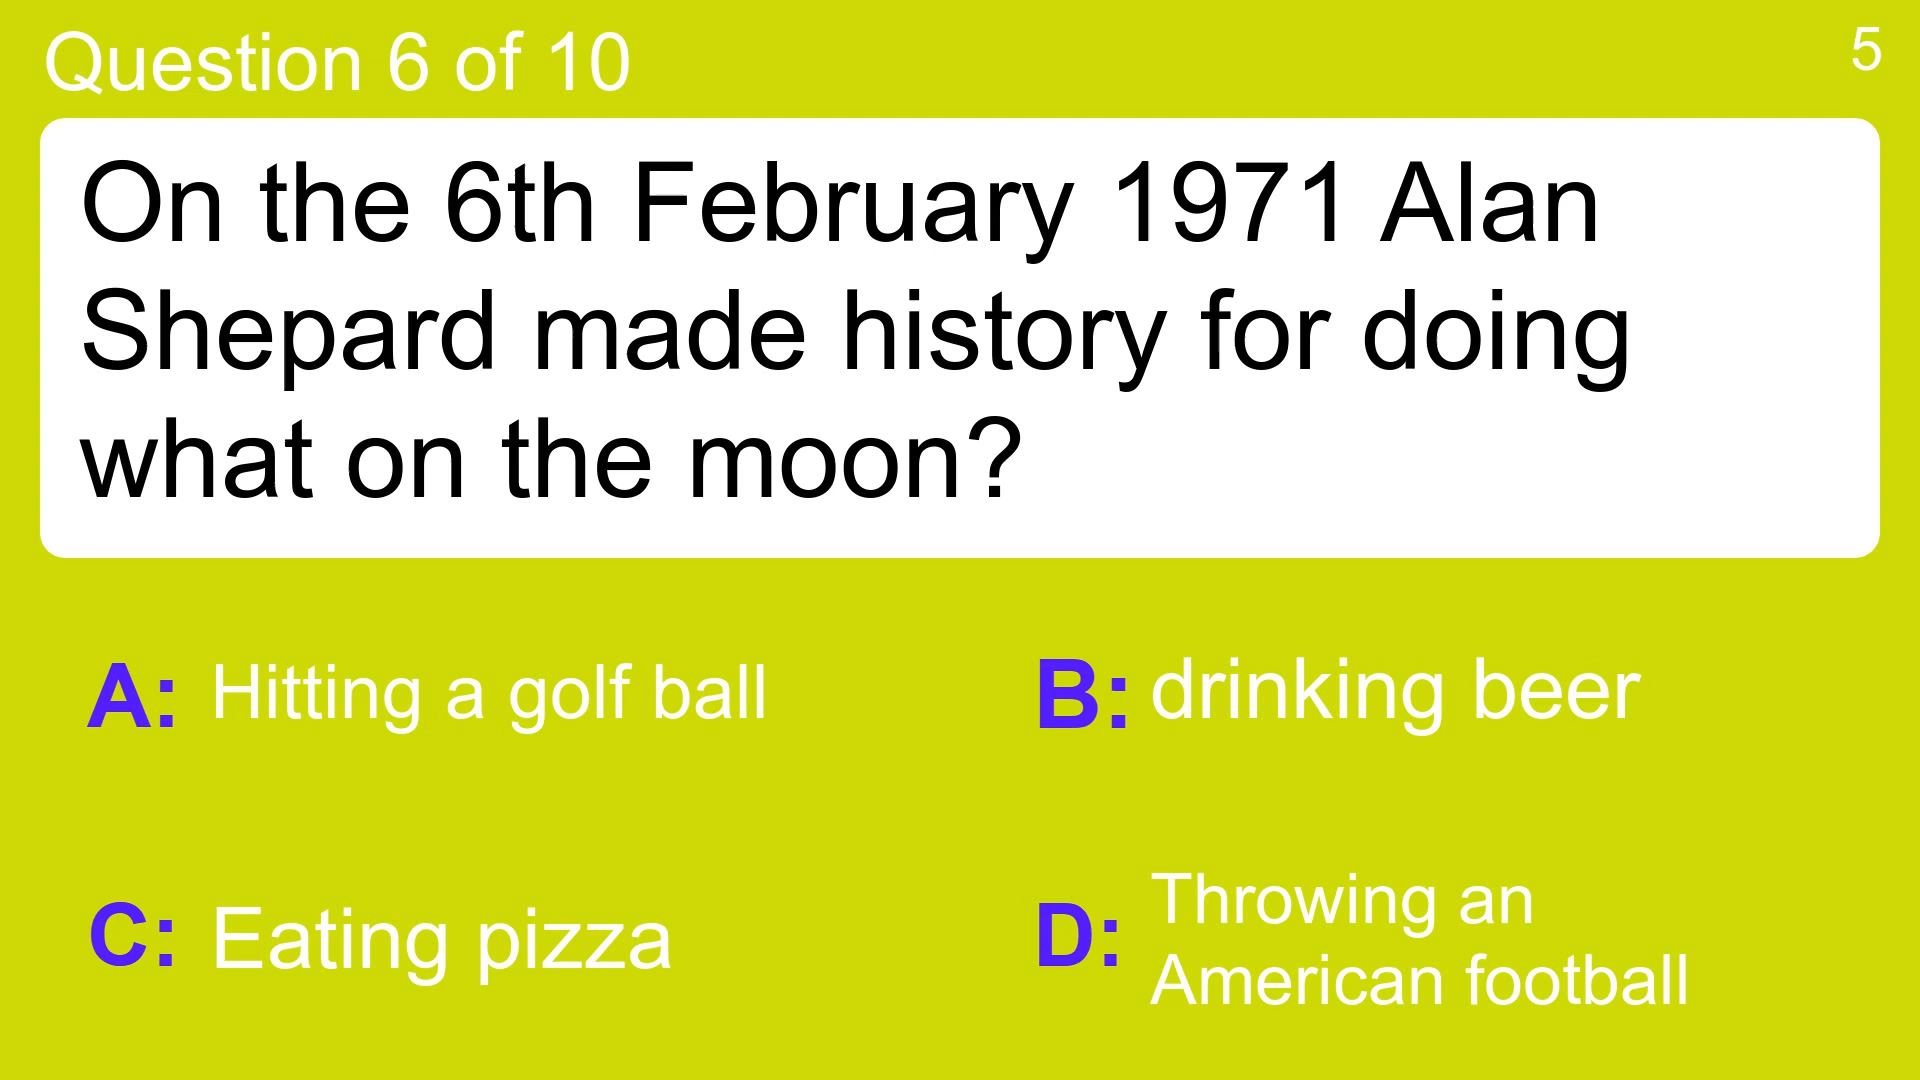 Question 6 of 10
5
On the 6th February 1971 Alan
Shepard made history for doing
what on the moon?
A: Hitting a golf ball
B: drinking beer
C: Eating pizza
D: Throwing an
American football